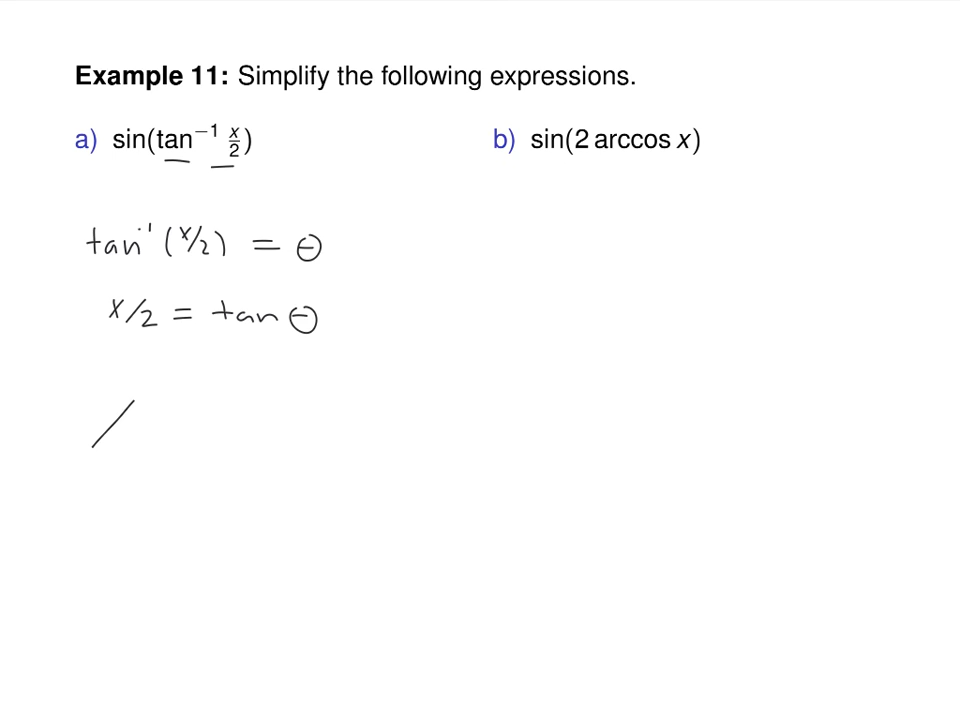 Example 11: Simplify the following expressions.
a) sin(tan⁻¹ x/2)
b) sin(2 arccos x)
tan⁻¹(x/2) = θ
x/2 = tan θ